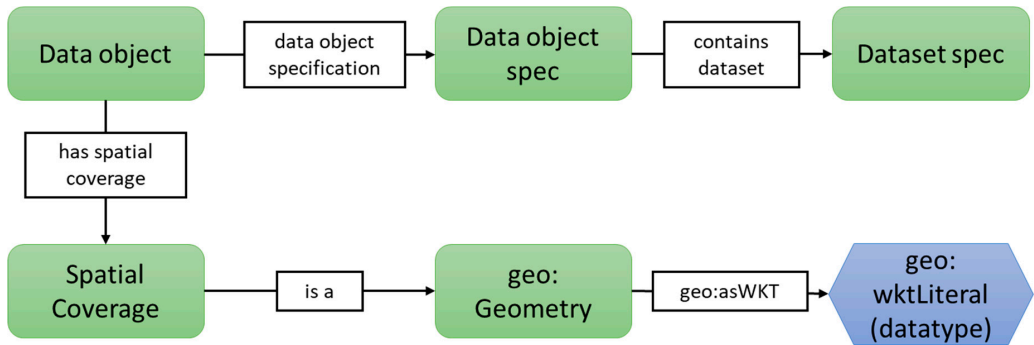 Data object
data object
specification
Data object
spec
contains
dataset
Dataset spec
has spatial
coverage
Spatial
Coverage
is a
geo:
Geometry
geo:asWKT
geo:
wktLiteral
(datatype)